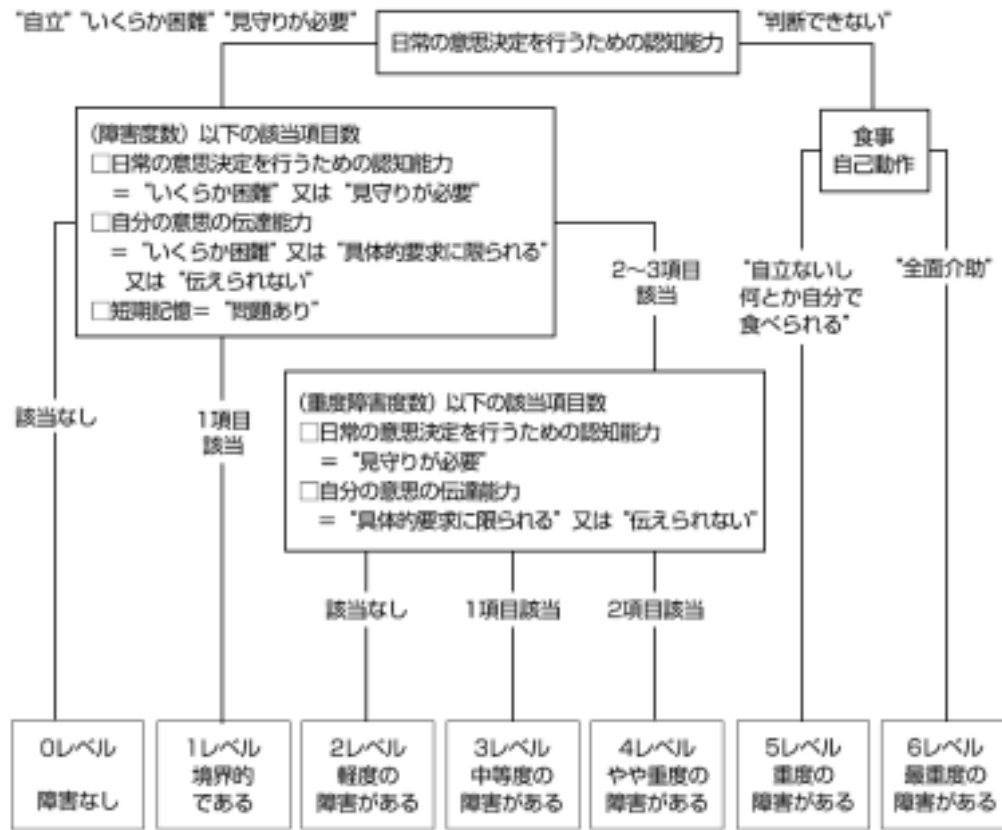 “自立” “いくらか困難” “見守りが必要”
日常の意思決定を行うための認知能力
“判断できない”
(障害度数)以下の該当項目数
□日常の意思決定を行うための認知能力
= “いくらか困難” 又は “見守りが必要”
□自分の意思の伝達能力
= “いくらか困難” 又は “具体的要求に限られる”
又は “伝えられない”
□短期記憶= “問題あり”
食事
自己動作
該当なし
1項目
該当
2〜3項目
該当
“自立ないし
何とか自分で
食べられる”
“全面介助”
(重度障害度数)以下の該当項目数
□日常の意思決定を行うための認知能力
= “見守りが必要”
□自分の意思の伝達能力
= “具体的要求に限られる” 又は “伝えられない”
該当なし
1項目該当
2項目該当
0レベル
障害なし
1レベル
境界的
である
2レベル
軽度の
障害がある
3レベル
中等度の
障害がある
4レベル
やや重度の
障害がある
5レベル
重度の
障害がある
6レベル
最重度の
障害がある